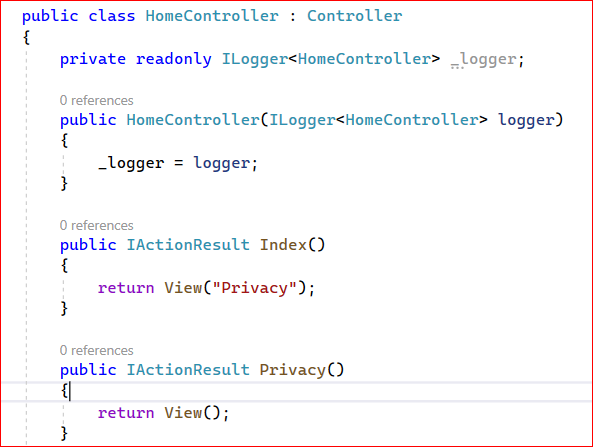 public class HomeController : Controller
{
private readonly ILogger<HomeController> _logger;
0 references
public HomeController(ILogger<HomeController> logger)
{
_logger = logger;
}
0 references
public IActionResult Index()
{
return View("Privacy");
}
0 references
public IActionResult Privacy()
{
return View();
}